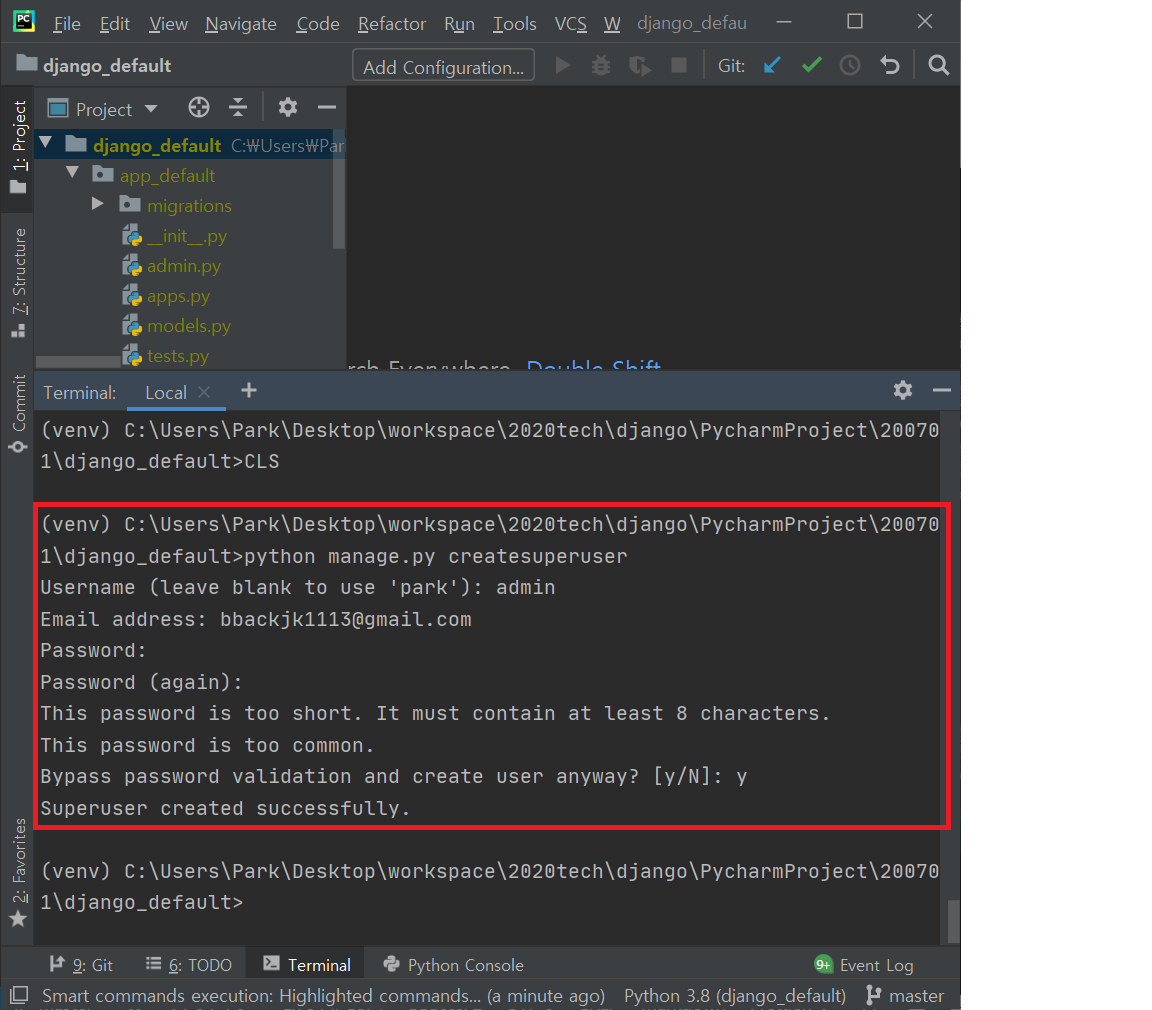 PC File Edit View Navigate Code Refactor Run Tools VCS W django_defau
django_default Add Configuration... Git:
1: Project
7: Structure
Commit
2: Favorites
Project
django_default C:₩Users₩Par
app_default
migrations
__init__.py
admin.py
apps.py
models.py
tests.py
rch Everywhere Double Shift
Terminal: Local
(venv) C:\Users\Park\Desktop\workspace\2020tech\django\PycharmProject\20070
1\django_default>CLS
(venv) C:\Users\Park\Desktop\workspace\2020tech\django\PycharmProject\20070
1\django_default>python manage.py createsuperuser
Username (leave blank to use 'park'): admin
Email address: bbackjk1113@gmail.com
Password:
Password (again):
This password is too short. It must contain at least 8 characters.
This password is too common.
Bypass password validation and create user anyway? [y/N]: y
Superuser created successfully.
(venv) C:\Users\Park\Desktop\workspace\2020tech\django\PycharmProject\20070
1\django_default>
9: Git 6: TODO Terminal Python Console 9+ Event Log
Smart commands execution: Highlighted commands... (a minute ago) Python 3.8 (django_default) master